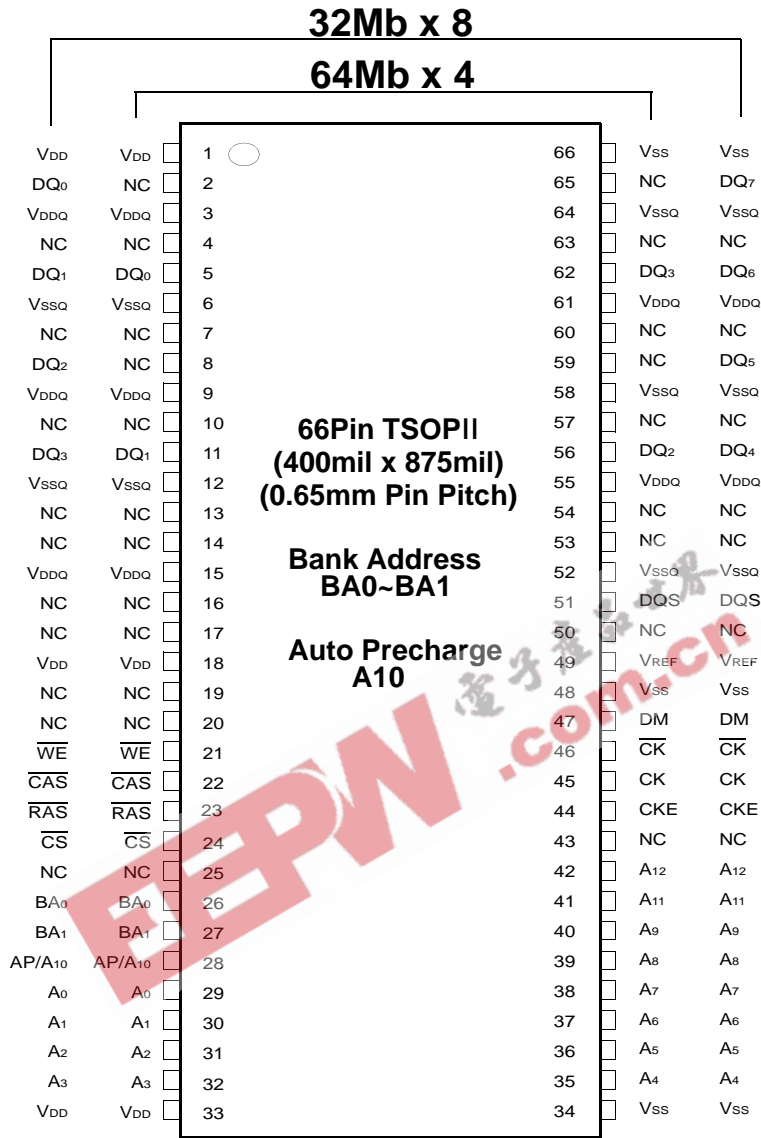 32Mb x 8
64Mb x 4
VDD VDD 1 66 VSS VSS
DQ0 NC 2 65 NC DQ7
VDDQ VDDQ 3 64 VSSQ VSSQ
NC NC 4 63 NC NC
DQ1 DQ0 5 62 DQ3 DQ6
VSSQ VSSQ 6 61 VDDQ VDDQ
NC NC 7 60 NC NC
DQ2 NC 8 59 NC DQ5
VDDQ VDDQ 9 58 VSSQ VSSQ
NC NC 10 57 NC NC
66Pin TSOPII
DQ3 DQ1 11 56 DQ2 DQ4
(400mil x 875mil)
VSSQ VSSQ 12 55 VDDQ VDDQ
(0.65mm Pin Pitch)
NC NC 13 54 NC NC
NC NC 14 53 NC NC
Bank Address
VDDQ VDDQ 15 52 VSSQ VSSQ
BA0~BA1
NC NC 16 51 DQS DQS
NC NC 17 50 NC NC
Auto Precharge
VDD VDD 18 49 VREF VREF
A10
NC NC 19 48 VSS VSS
NC NC 20 47 DM DM
W̅E̅ W̅E̅ 21 46 C̅K̅ C̅K̅
C̅A̅S̅ C̅A̅S̅ 22 45 CK CK
R̅A̅S̅ R̅A̅S̅ 23 44 CKE CKE
C̅S̅ C̅S̅ 24 43 NC NC
NC NC 25 42 A12 A12
BA0 BA0 26 41 A11 A11
BA1 BA1 27 40 A9 A9
AP/A10 AP/A10 28 39 A8 A8
A0 A0 29 38 A7 A7
A1 A1 30 37 A6 A6
A2 A2 31 36 A5 A5
A3 A3 32 35 A4 A4
VDD VDD 33 34 VSS VSS
EEPW.com.cn
電子產品世界